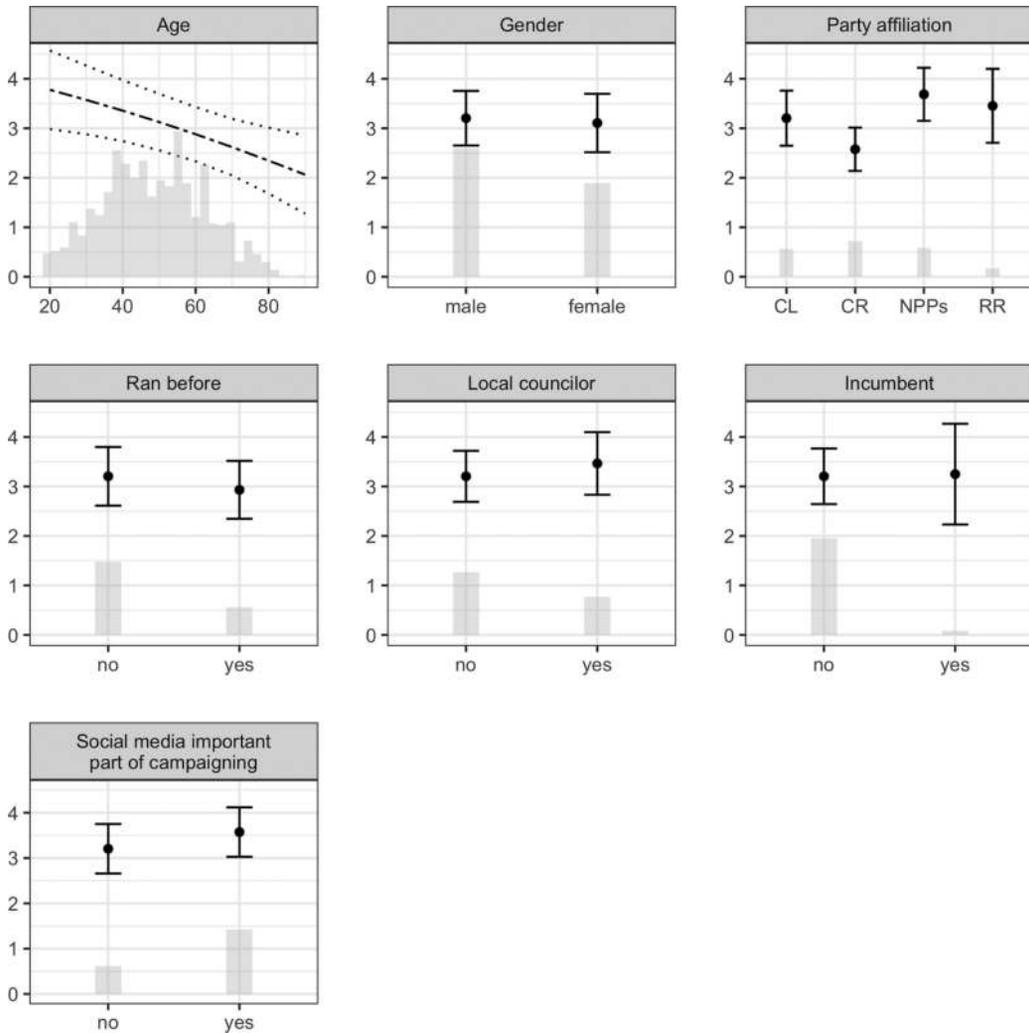 Age
Gender
Party affiliation
4
3
2
1
0
20 40 60 80
4
3
2
1
0
male female
4
3
2
1
0
CL CR NPPs RR
Ran before
Local councilor
Incumbent
4
3
2
1
0
no yes
4
3
2
1
0
no yes
4
3
2
1
0
no yes
Social media important
part of campaigning
4
3
2
1
0
no yes